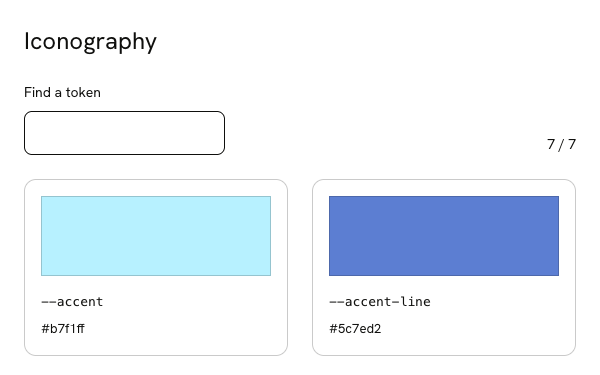 Iconography
Find a token
7 / 7
--accent
#b7f1ff
--accent-line
#5c7ed2